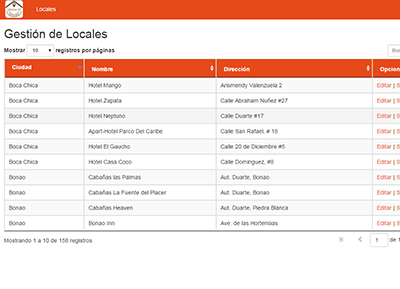 Locales
Gestión de Locales
Mostrar 10 registros por páginas
Bu
Ciudad Nombre Dirección Opcion
Boca Chica Hotel Mango Arismendy Valenzuela 2 Editar | S
Boca Chica Hotel Zapata Calle Abraham Nuñez #27 Editar | S
Boca Chica Hotel Neptuno Calle Duarte #17 Editar | S
Boca Chica Apart-Hotel Parco Del Caribe Calle San Rafael, # 18 Editar | S
Boca Chica Hotel El Gaucho Calle 20 de Diciembre #5 Editar | S
Boca Chica Hotel Casa Coco Calle Dominguez, #8 Editar | S
Bonao Cabañas las Palmas Aut. Duarte, Bonao Editar | S
Bonao Cabañas La Fuente del Placer Aut. Duarte, Bonao Editar | S
Bonao Cabañas Heaven Aut. Duarte, Piedra Blanca Editar | S
Bonao Bonao Inn Ave. de las Hortensias Editar | S
Mostrando 1 a 10 de 158 registros 1 de 1